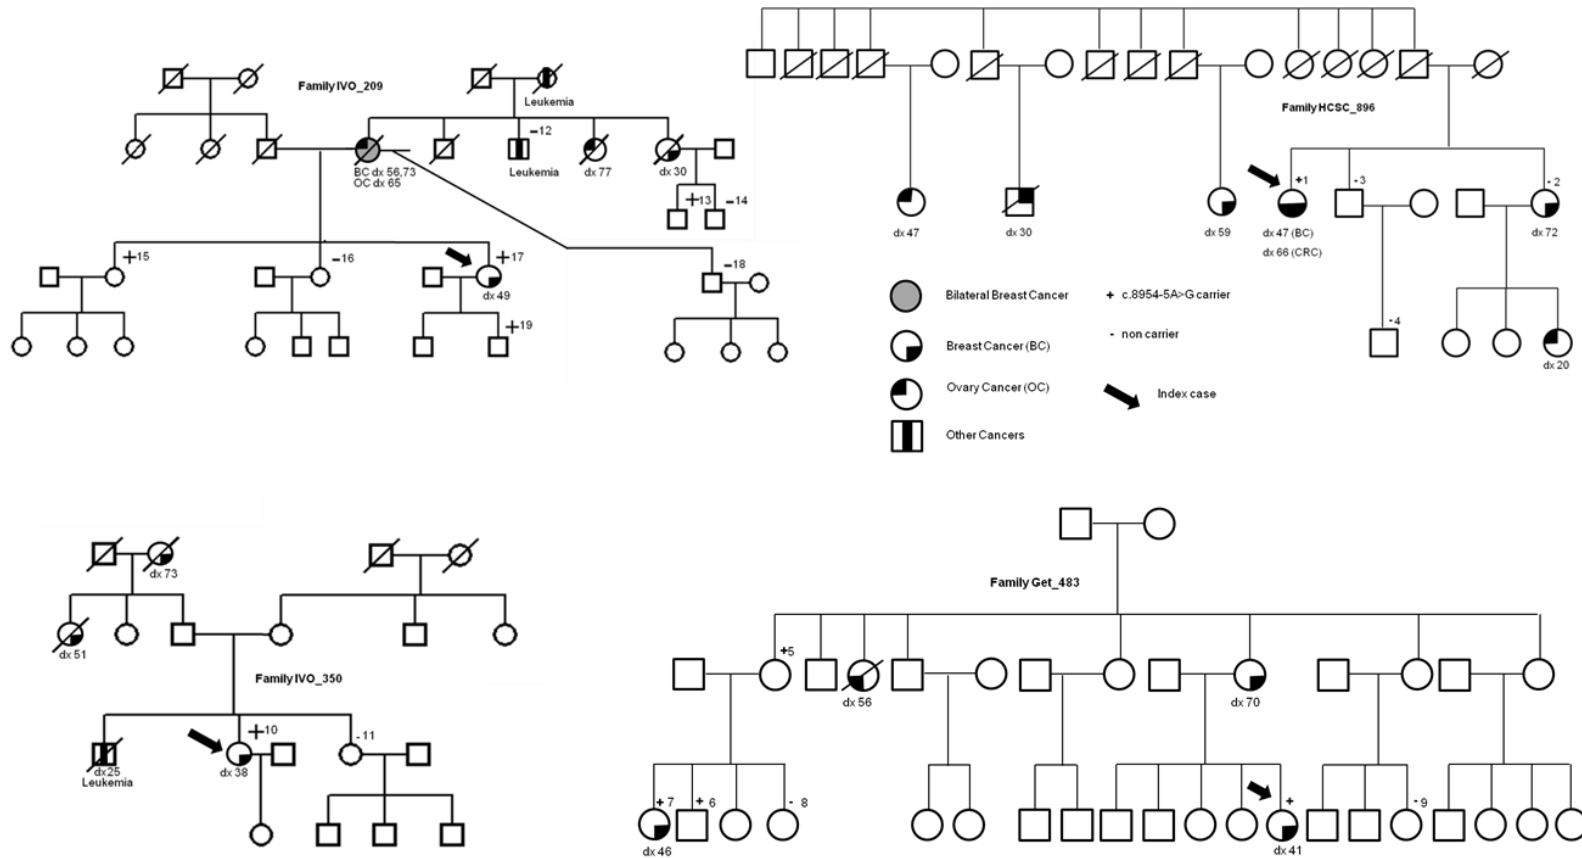 Family IVO_209
Leukemia
-12
BC dx 56,73
OC dx 65
Leukemia
dx 77
dx 30
+13
-14
+15
-16
+17
dx 49
-18
+19
Family HCSC_896
+1
-3
-2
dx 47
dx 30
dx 59
dx 47 (BC)
dx 66 (CRC)
dx 72
-4
dx 20
Bilateral Breast Cancer
+ c.8954-5A>G carrier
Breast Cancer (BC)
- non carrier
Ovary Cancer (OC)
Index case
Other Cancers
dx 73
dx 51
Family IVO_350
+10
-11
dx 25
Leukemia
dx 38
Family Get_483
+5
dx 56
dx 70
+ 7
+ 6
- 8
+
-9
dx 46
dx 41